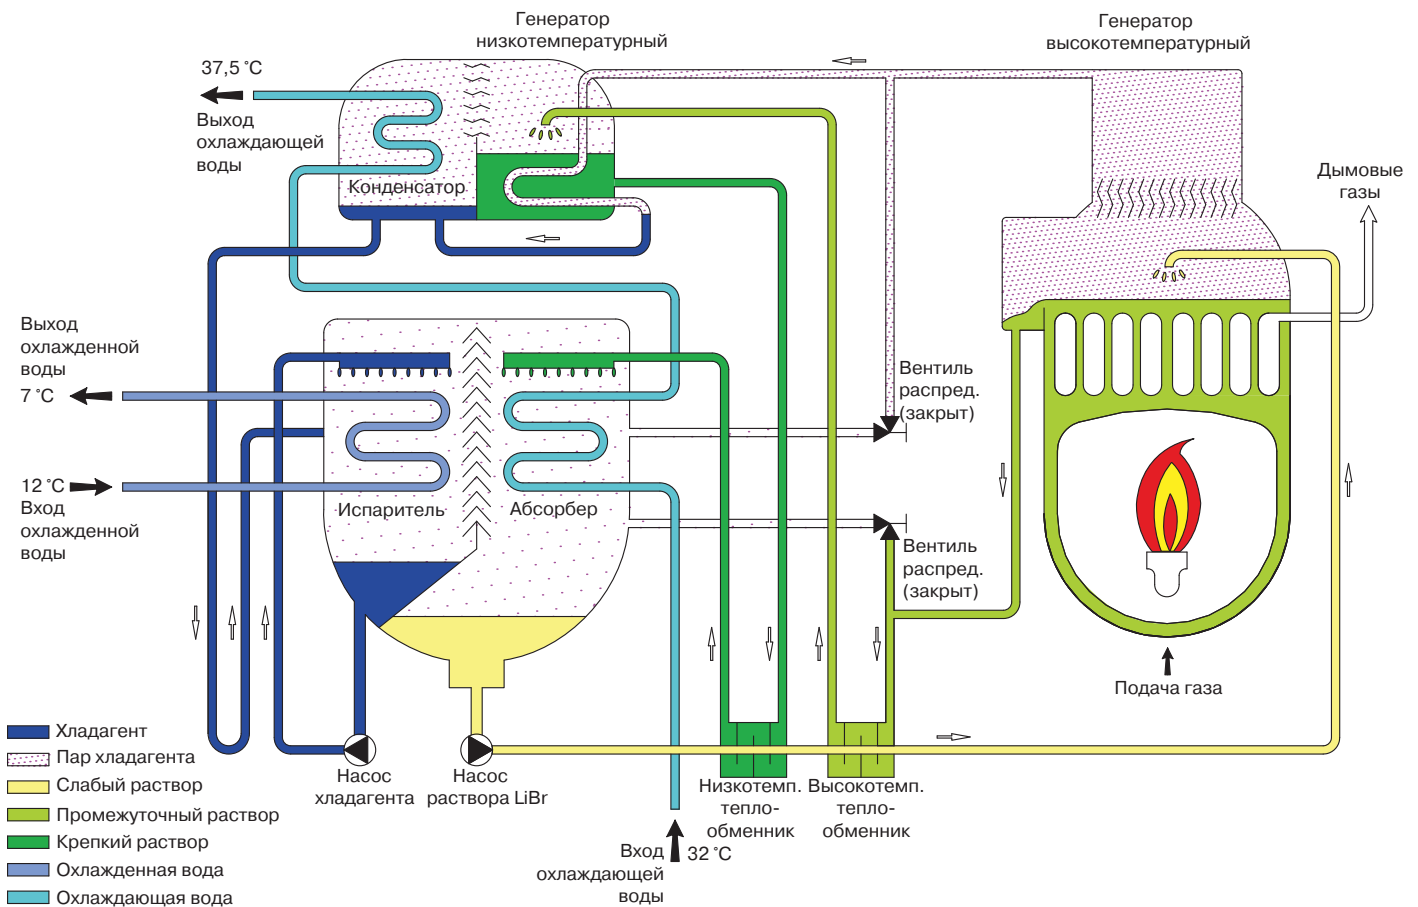 Генератор
низкотемпературный
Генератор
высокотемпературный
37,5 °C
Выход
охлаждающей
воды
Конденсатор
Дымовые
газы
Выход
охлажденной
воды
7 °C
Вентиль
распред.
(закрыт)
12 °C
Вход
охлажденной
воды
Испаритель
Абсорбер
Вентиль
распред.
(закрыт)
Подача газа
Хладагент
Пар хладагента
Слабый раствор
Промежуточный раствор
Крепкий раствор
Охлажденная вода
Охлаждающая вода
Насос
хладагента
Насос
раствора LiBr
Низкотемп.
тепло-
обменник
Высокотемп.
тепло-
обменник
Вход
охлаждающей
воды
32 °C